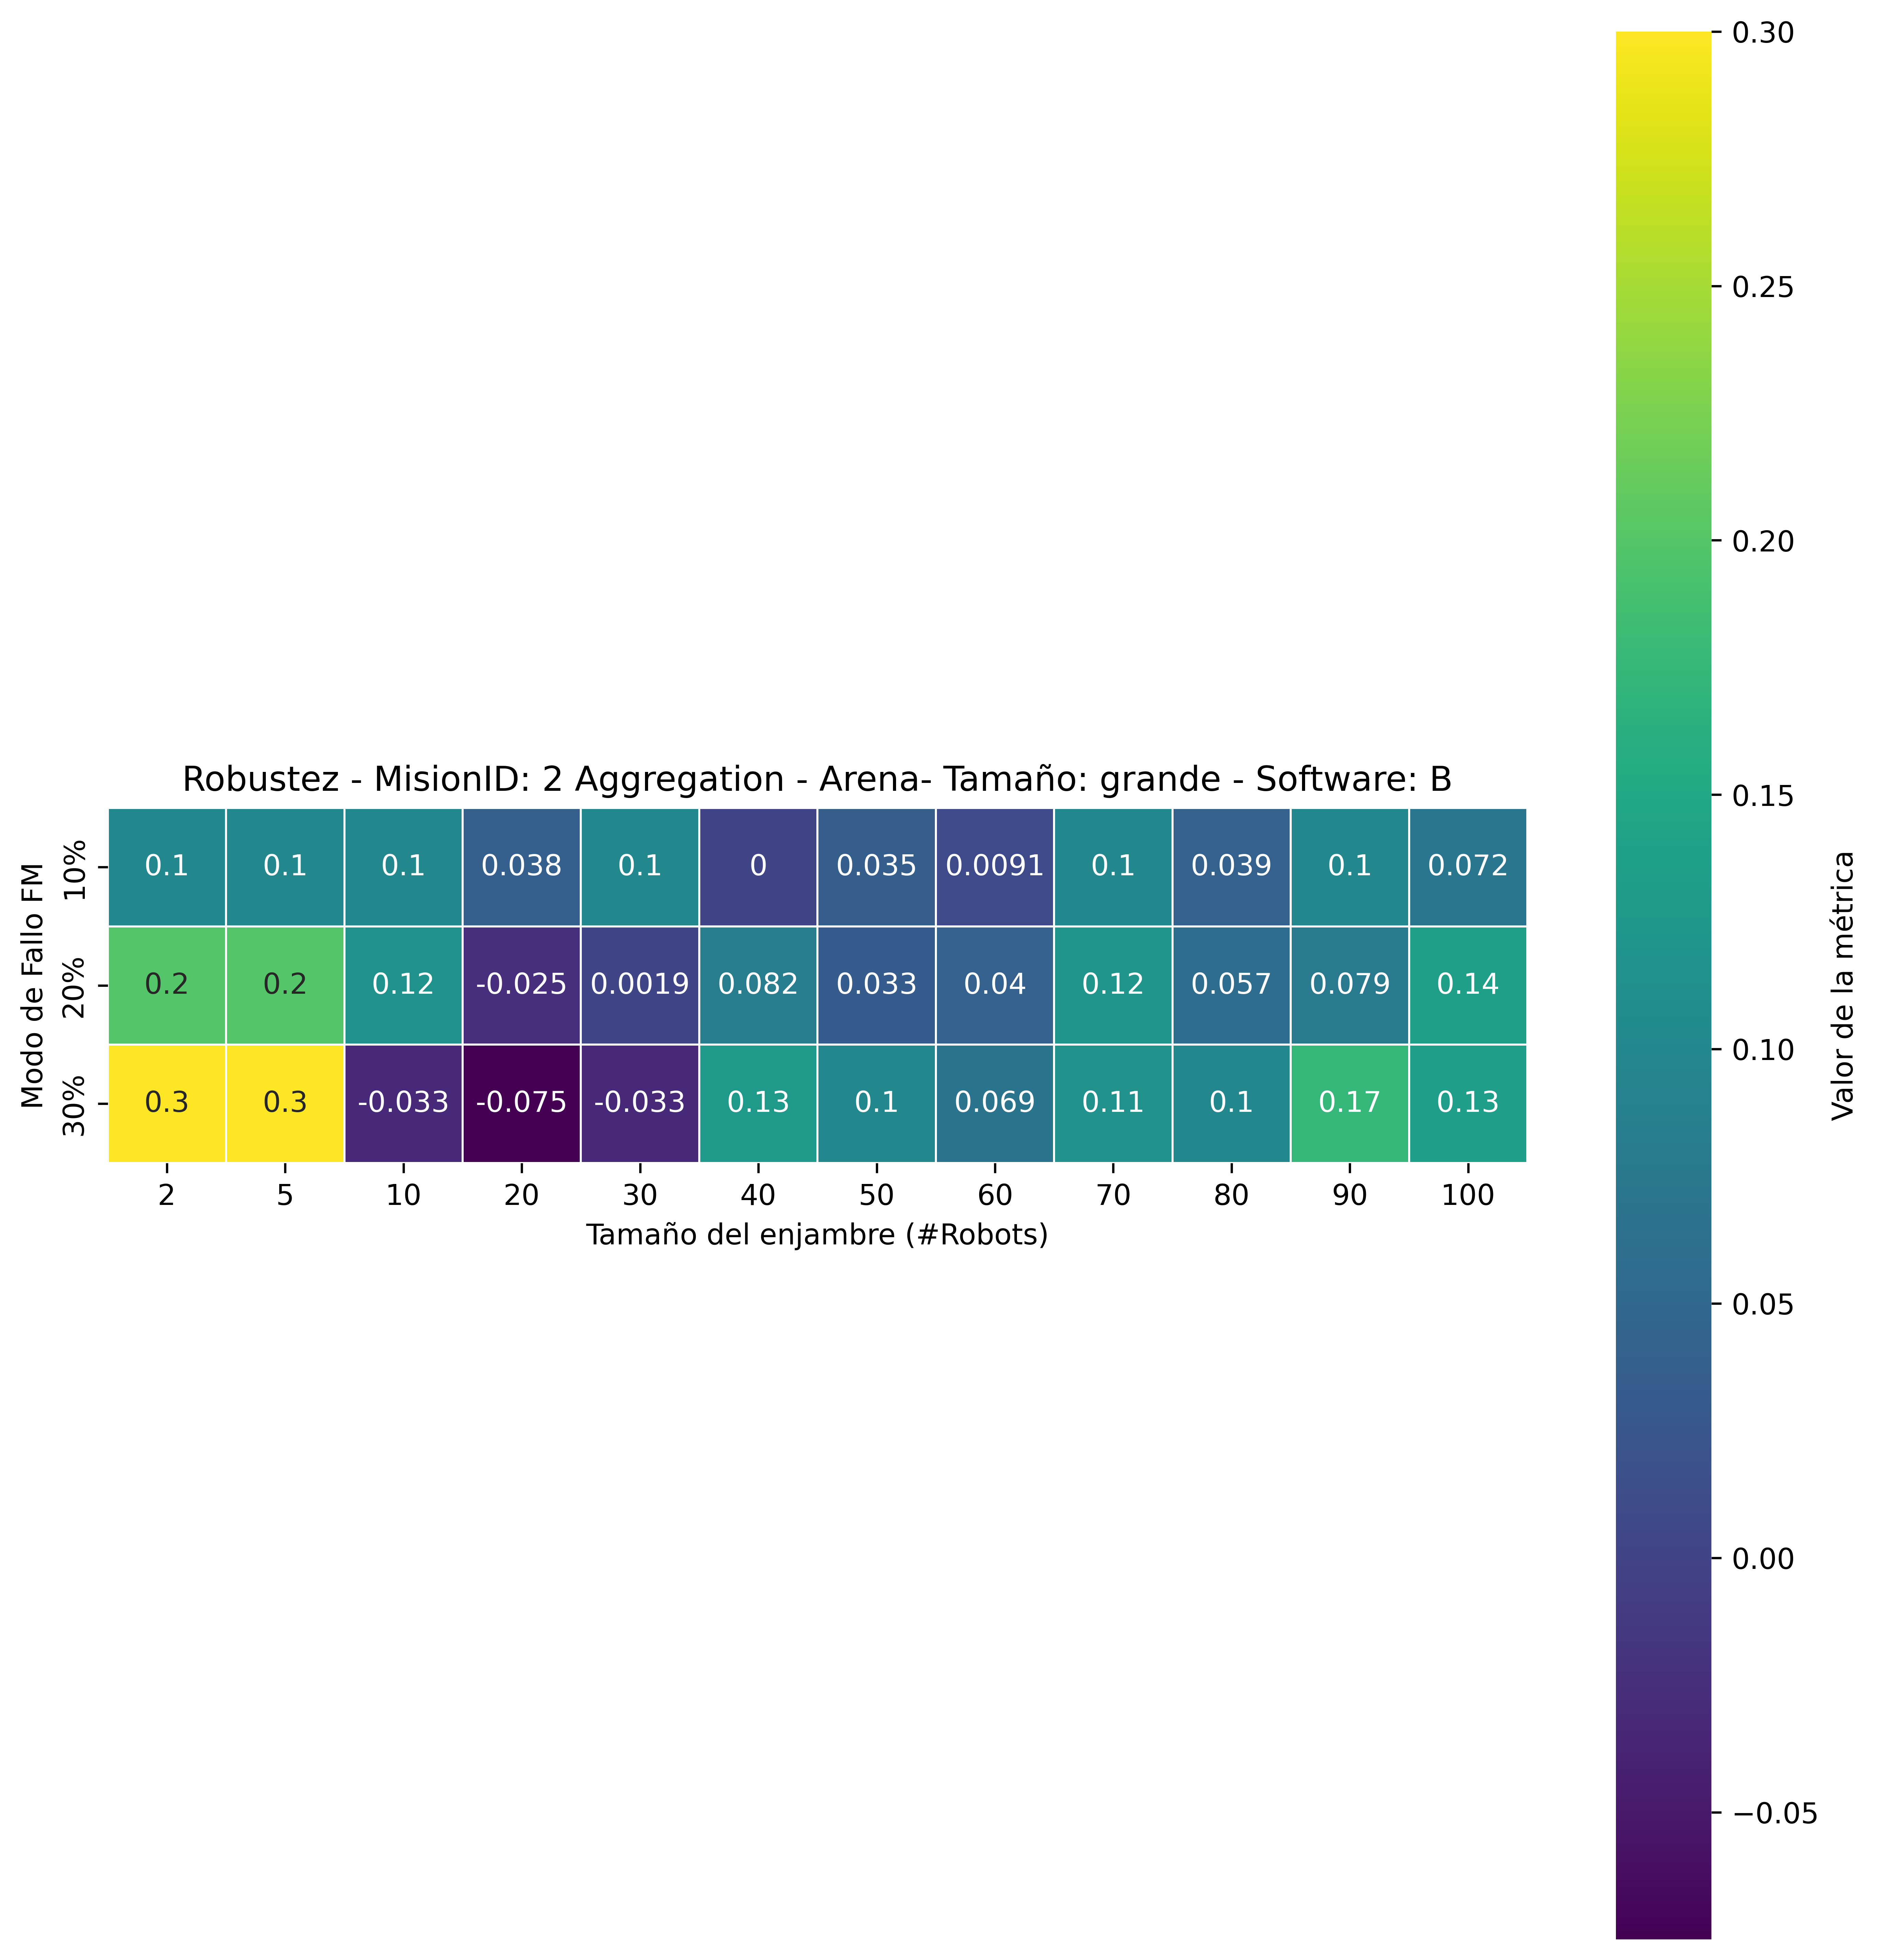 Robustez - MisionID: 2 Aggregation - Arena- Tamaño: grande - Software: B
Modo de Fallo FM
10%
0.1 0.1 0.1 0.038 0.1 0 0.035 0.0091 0.1 0.039 0.1 0.072
20%
0.2 0.2 0.12 -0.025 0.0019 0.082 0.033 0.04 0.12 0.057 0.079 0.14
30%
0.3 0.3 -0.033 -0.075 -0.033 0.13 0.1 0.069 0.11 0.1 0.17 0.13
2 5 10 20 30 40 50 60 70 80 90 100
Tamaño del enjambre (#Robots)
0.30
0.25
0.20
0.15
0.10
0.05
0.00
−0.05
Valor de la métrica